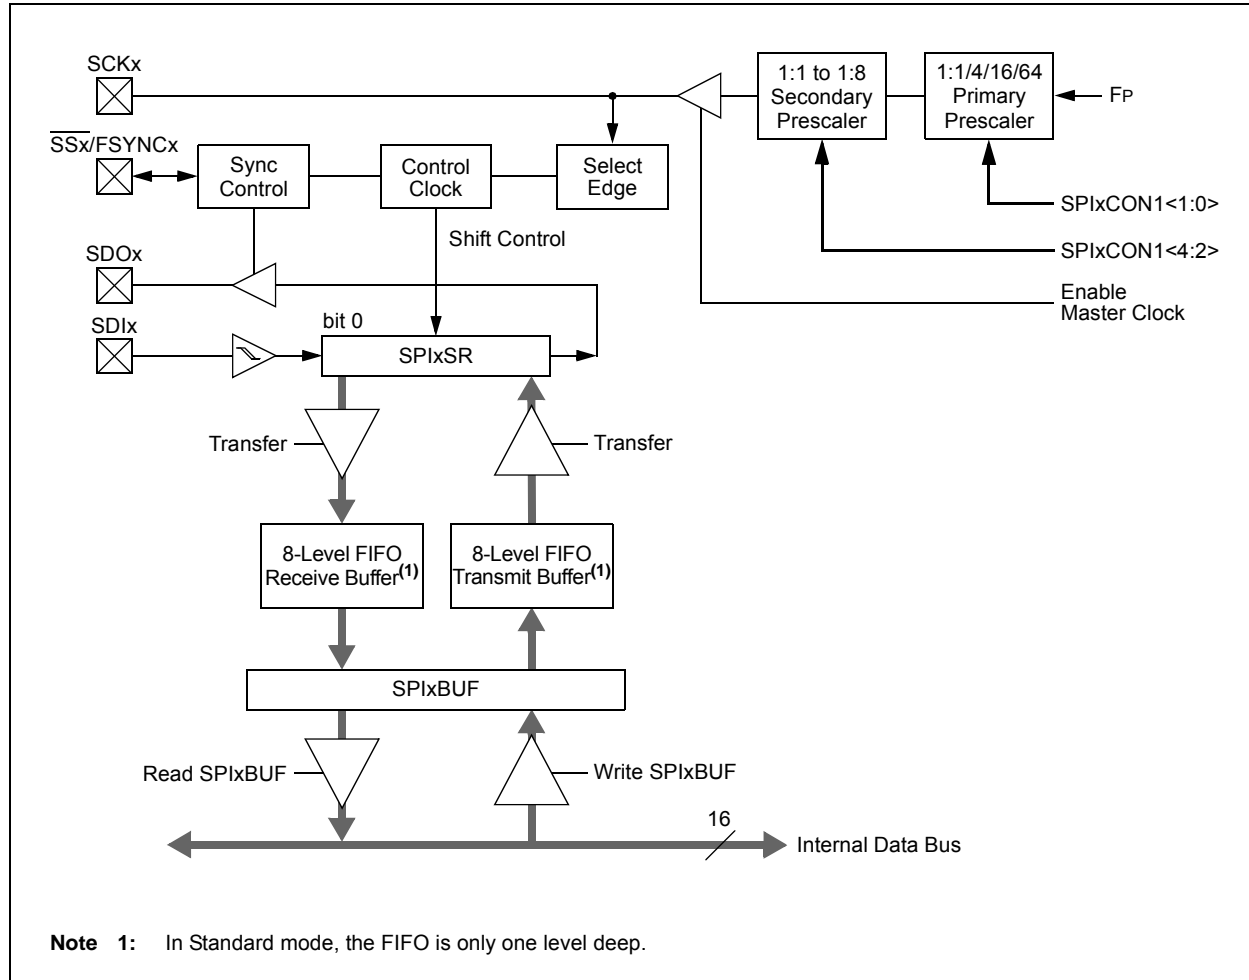 SCKx
1:1 to 1:8
Secondary
Prescaler
1:1/4/16/64
Primary
Prescaler
FP
SSx/FSYNCx
Sync
Control
Control
Clock
Select
Edge
SPIxCON1<1:0>
Shift Control
SPIxCON1<4:2>
SDOx
Enable
Master Clock
SDIx
bit 0
SPIxSR
Transfer
Transfer
8-Level FIFO
Receive Buffer(1)
8-Level FIFO
Transmit Buffer(1)
SPIxBUF
Read SPIxBUF
Write SPIxBUF
16
Internal Data Bus
Note 1: In Standard mode, the FIFO is only one level deep.